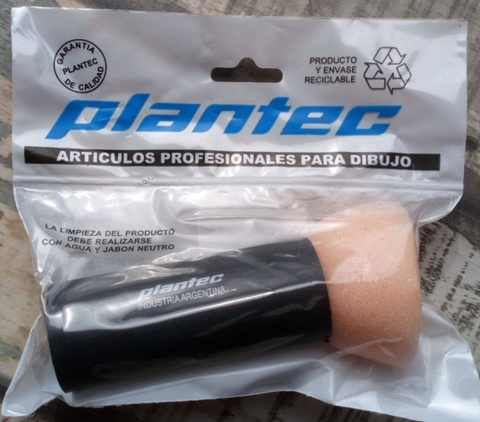 GARANTIA
PLANTEC
DE CALIDAD
PRODUCTO
Y ENVASE
RECICLABLE
plantec
ARTICULOS PROFESIONALES PARA DIBUJO
LA LIMPIEZA DEL PRODUCTO
DEBE REALIZARSE
CON AGUA Y JABON NEUTRO
plantec
INDUSTRIA ARGENTINA